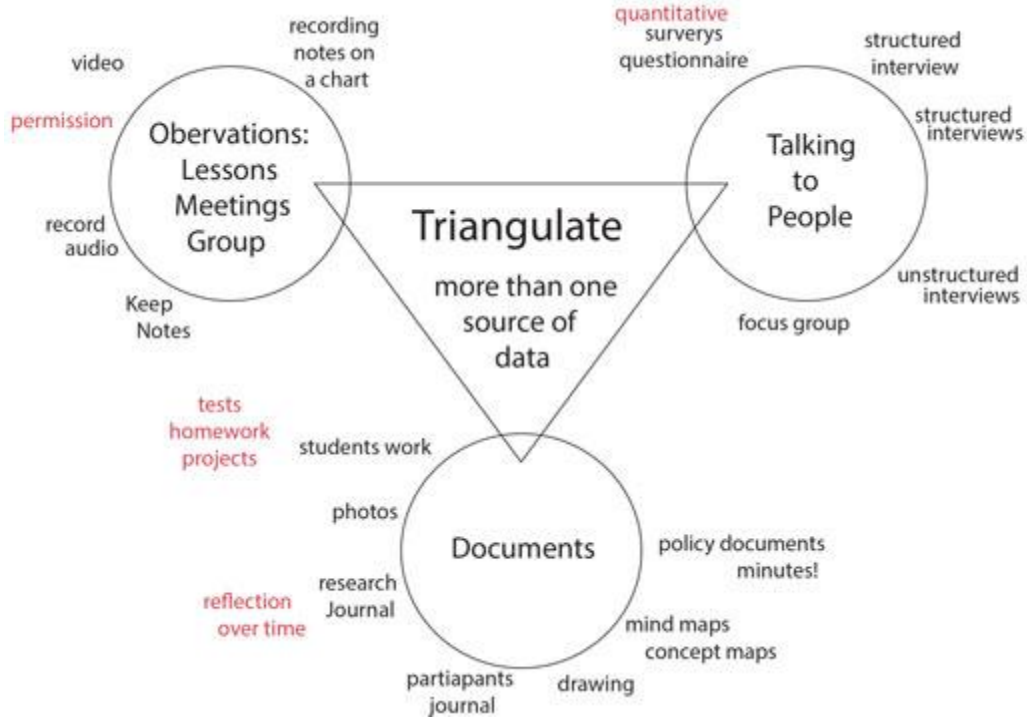 recording
notes on
a chart
video
permission
Obervations:
Lessons
Meetings
Group
record
audio
Keep
Notes
quantitative
surverys
questionnaire
structured
interview
structured
interviews
Talking
to
People
unstructured
interviews
focus group
Triangulate
more than one
source of
data
tests
homework
projects
students work
photos
research
Journal
reflection
over time
Documents
policy documents
minutes!
mind maps
concept maps
drawing
partiapants
journal